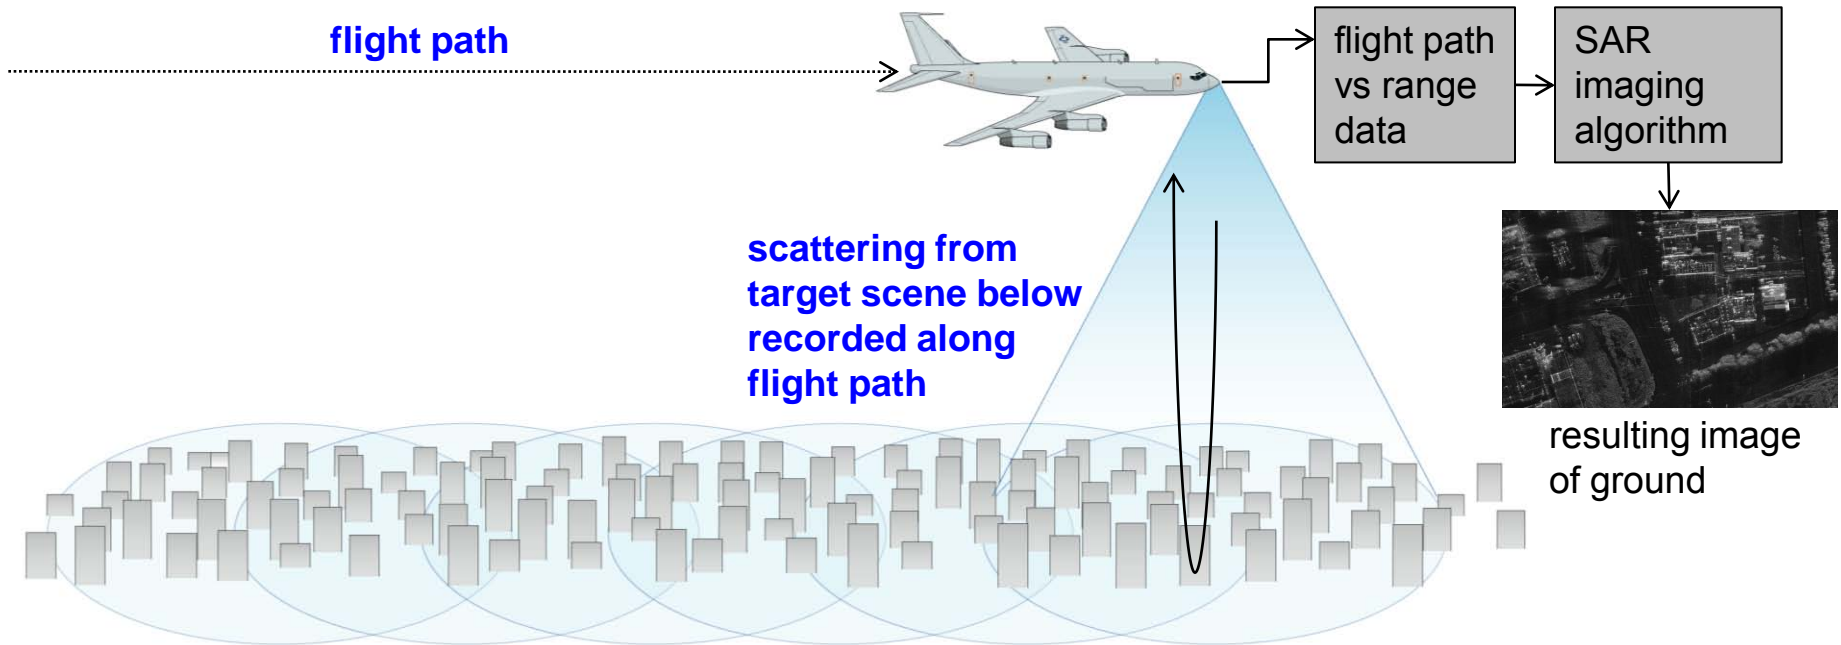 flight path
flight path
vs range
data
SAR
imaging
algorithm
scattering from
target scene below
recorded along
flight path
resulting image
of ground